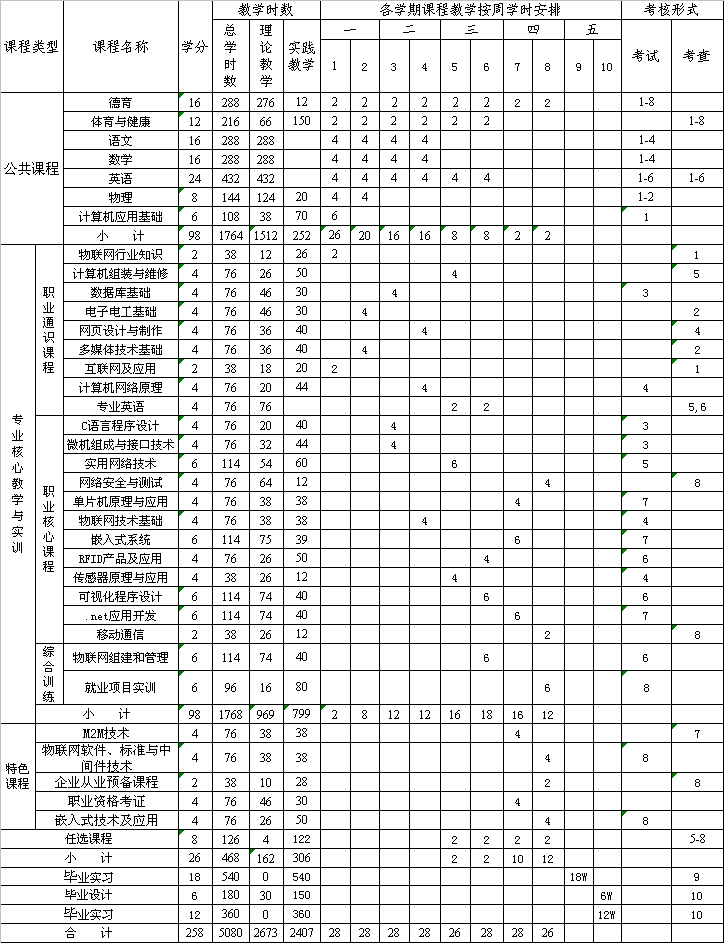 课程类型 课程名称 学分 教学时数 各学期课程教学按周学时安排 考核形式
总学时数 理论教学 实践教学 一 二 三 四 五 考试 考查
1 2 3 4 5 6 7 8 9 10
公共课程 德育 16 288 276 12 2 2 2 2 2 2 2 2 1-8
体育与健康 12 216 66 150 2 2 2 2 2 2 1-8
语文 16 288 288 4 4 4 4 1-4
数学 16 288 288 4 4 4 4 1-4
英语 24 432 432 4 4 4 4 4 4 1-6 1-6
物理 8 144 124 20 4 4 1-2
计算机应用基础 6 108 38 70 6 1
小 计 98 1764 1512 252 26 20 16 16 8 8 2 2
专业核心教学与实训 职业通识课程 物联网行业知识 2 38 12 26 2 1
计算机组装与维修 4 76 26 50 4 5
数据库基础 4 76 46 30 4 3
电子电工基础 4 76 46 30 4 2
网页设计与制作 4 76 36 40 4 4
多媒体技术基础 4 76 36 40 4 2
互联网及应用 2 38 18 20 2 1
计算机网络原理 4 76 20 44 4 4
专业英语 4 76 76 2 2 5,6
职业核心课程 C语言程序设计 4 76 20 40 4 3
微机组成与接口技术 4 76 32 44 4 3
实用网络技术 6 114 54 60 6 5
网络安全与测试 4 76 64 12 4 8
单片机原理与应用 4 76 38 38 4 7
物联网技术基础 4 76 38 38 4 4
嵌入式系统 6 114 75 39 6 7
RFID产品及应用 4 76 26 50 4 6
传感器原理与应用 4 38 26 12 4 4
可视化程序设计 6 114 74 40 6 6
.net应用开发 6 114 74 40 6 7
移动通信 2 38 26 12 2 8
综合训练 物联网组建和管理 6 114 74 40 6 6
就业项目实训 6 96 16 80 6 8
小 计 98 1768 969 799 2 8 12 12 16 18 16 12
特色课程 M2M技术 4 76 38 38 4 7
物联网软件、标准与中
间件技术 4 76 38 38 4 8
企业从业预备课程 2 38 10 28 2 8
职业资格考证 4 76 46 30 4
嵌入式技术及应用 4 76 26 50 4 8
任选课程 8 126 4 122 2 2 2 2 5-8
小 计 26 468 162 306 2 2 10 12
毕业实习 18 540 0 540 18W 9
毕业设计 6 180 30 150 6W 10
毕业实习 12 360 0 360 12W 10
合 计 258 5080 2673 2407 28 28 28 28 26 28 28 26